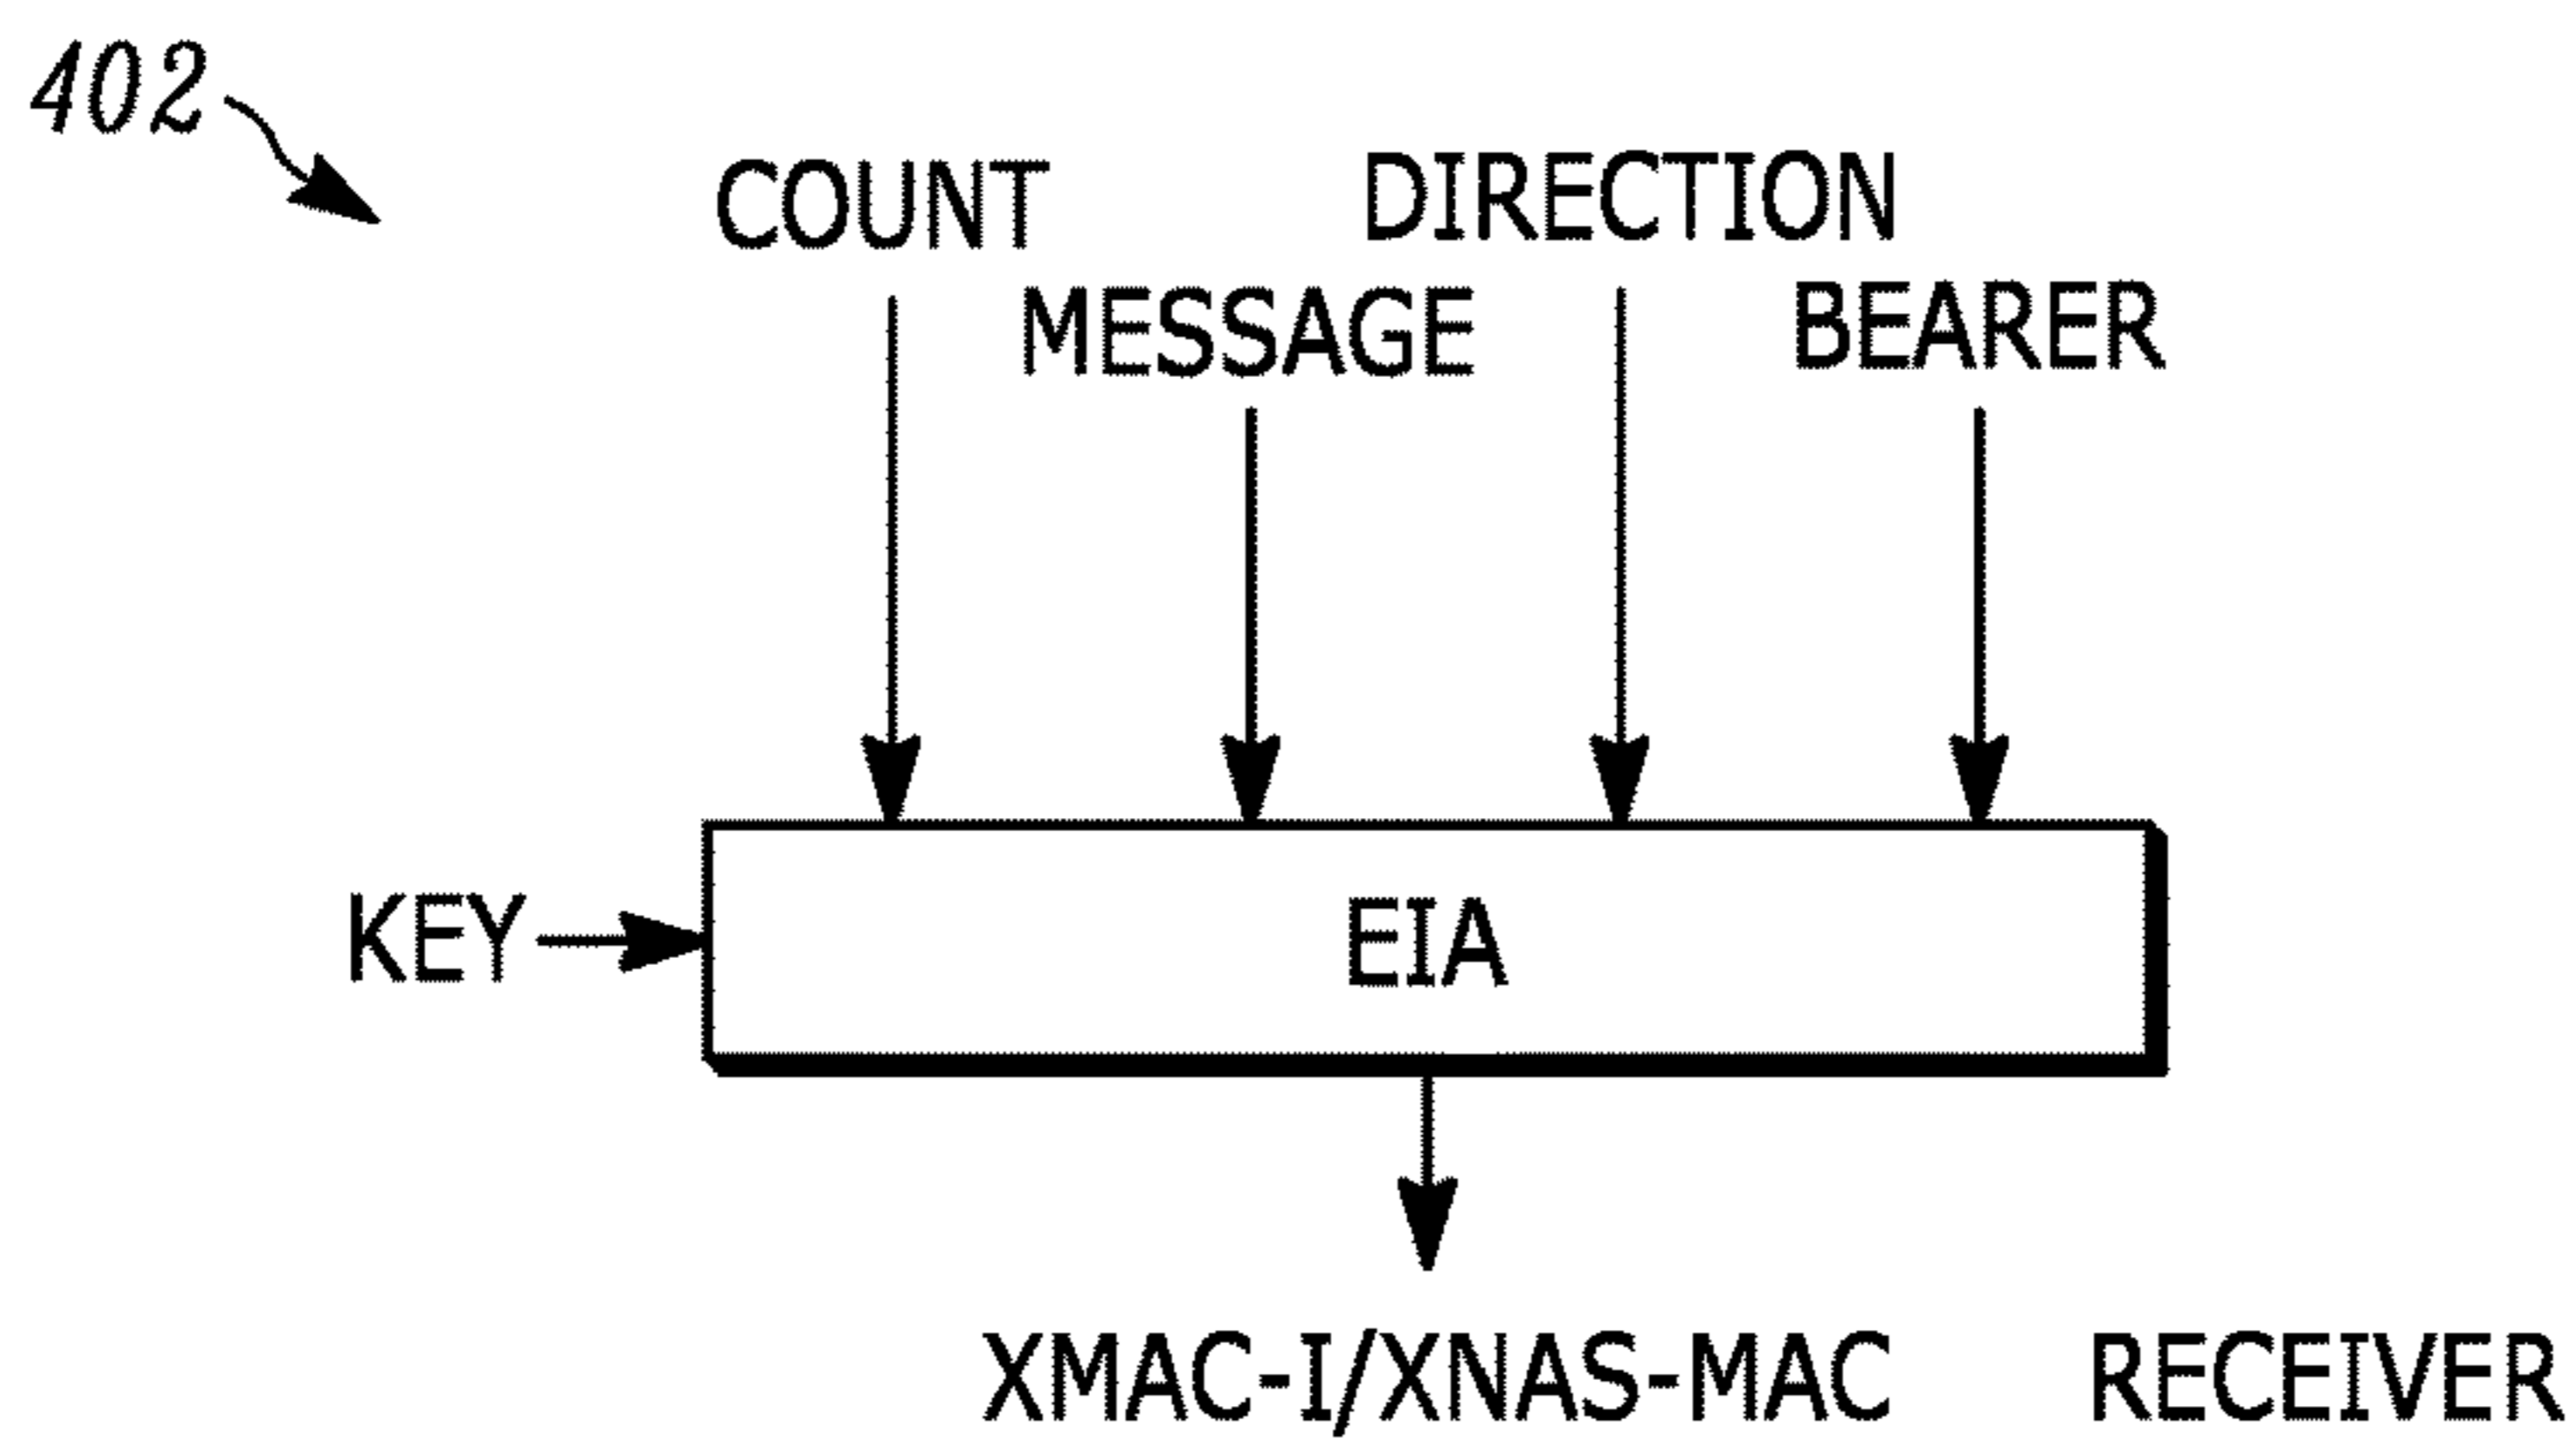 402
COUNT DIRECTION
MESSAGE BEARER
KEY EIA
XMAC-I/XNAS-MAC RECEIVER